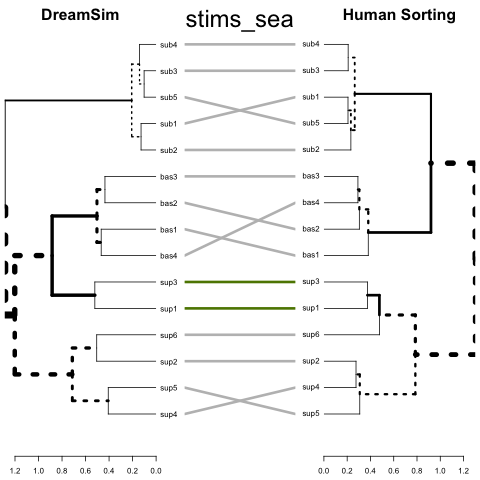 DreamSim stims_sea Human Sorting
sub4 sub4
sub3 sub3
sub5 sub1
sub1 sub5
sub2 sub2
bas3 bas3
bas2 bas4
bas1 bas2
bas4 bas1
sup3 sup3
sup1 sup1
sup6 sup6
sup2 sup2
sup5 sup4
sup4 sup5
1.2 1.0 0.8 0.6 0.4 0.2 0.0 0.0 0.2 0.4 0.6 0.8 1.0 1.2